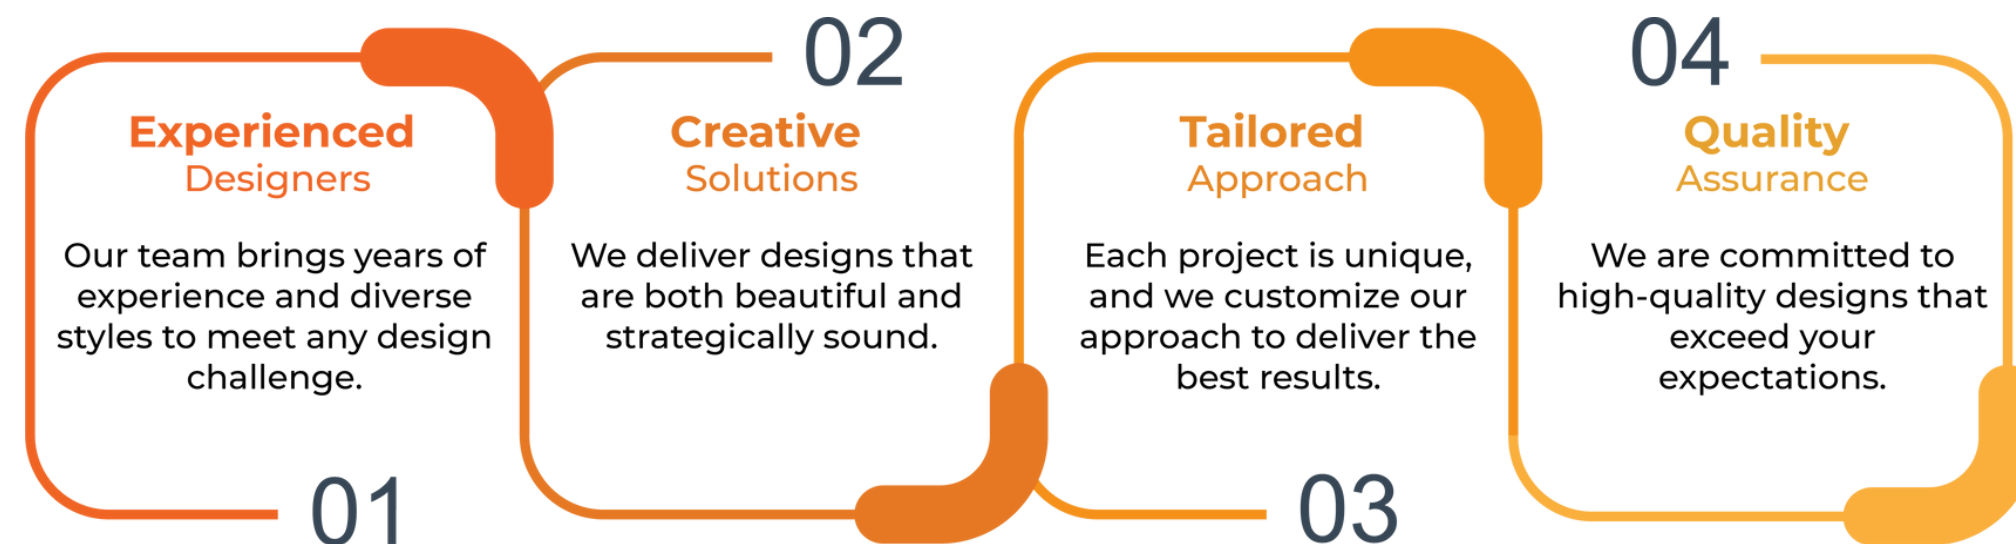 Experienced
Designers
Our team brings years of
experience and diverse
styles to meet any design
challenge.
01
02
Creative
Solutions
We deliver designs that
are both beautiful and
strategically sound.
Tailored
Approach
Each project is unique,
and we customize our
approach to deliver the
best results.
03
04
Quality
Assurance
We are committed to
high-quality designs that
exceed your
expectations.